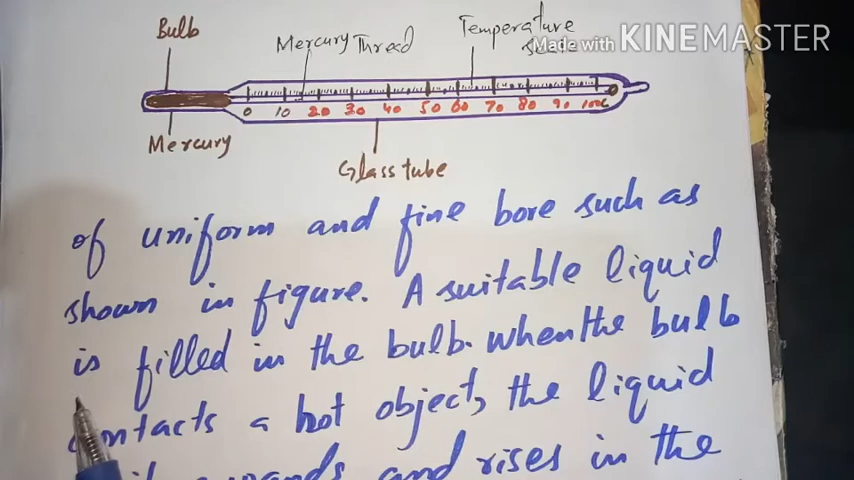 Bulb
Mercury Thread
Temperature
Made with KINEMASTER
0 10 20 30 40 50 60 70 80 90 100c
Mercury
Glass tube
of uniform and fine bore such as
shown in figure. A suitable liquid
is filled in the bulb. when the bulb
contacts a hot object, the liquid
and rises in the